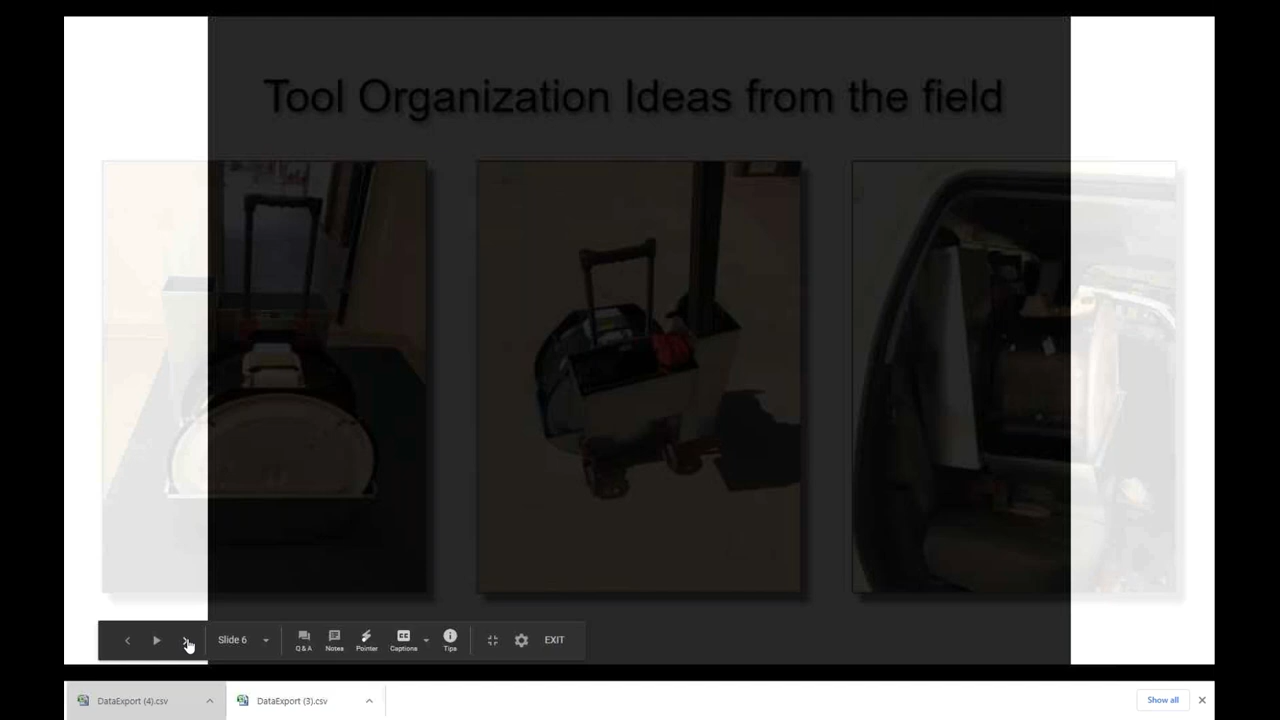 Tool Organization Ideas from the field
Slide 6
Q & A
Notes
Pointer
Captions
Tips
EXIT
DataExport (4).csv
DataExport (3).csv
Show all